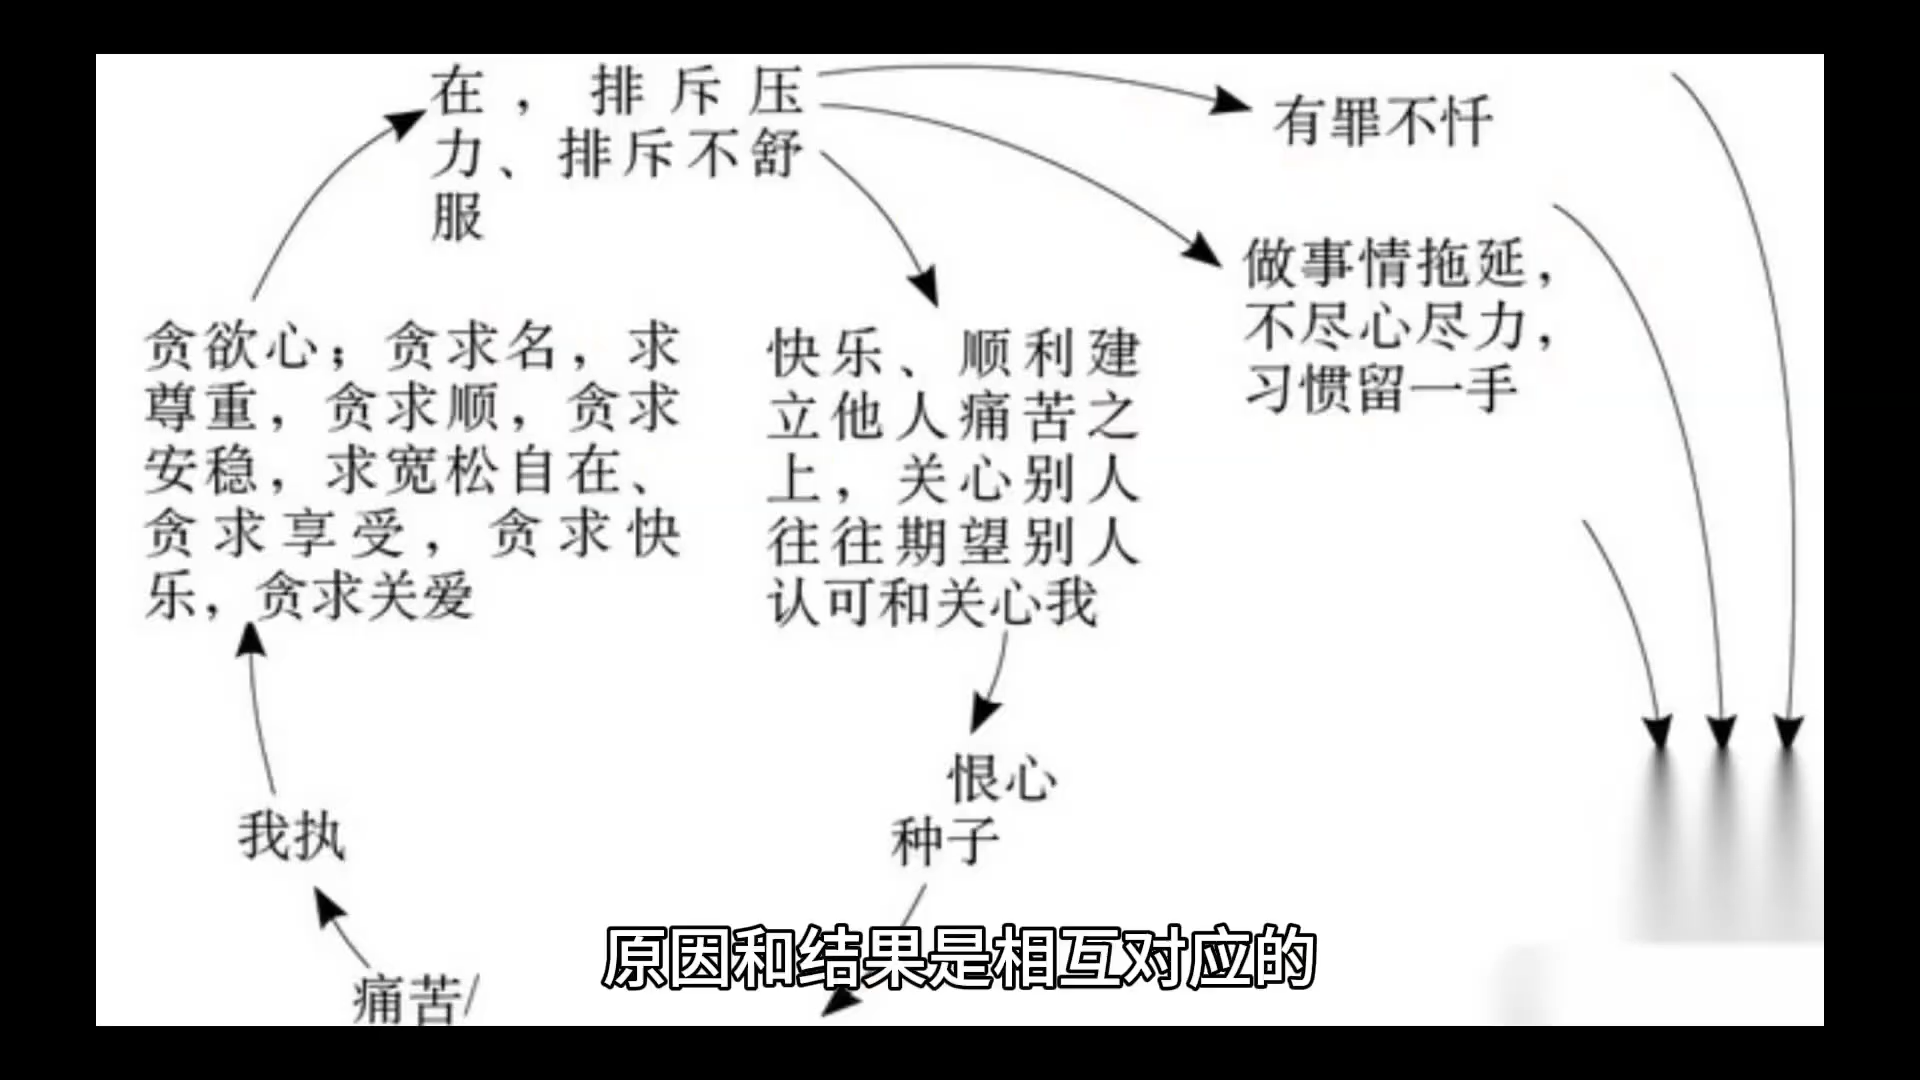 在，排斥压
力、排斥不舒
服
有罪不忏
做事情拖延，
不尽心尽力，
习惯留一手
贪欲心；贪求名，求
尊重，贪求顺，贪求
安稳，求宽松自在、
贪求享受，贪求快
乐，贪求关爱
快乐、顺利建
立他人痛苦之
上，关心别人
往往期望别人
认可和关心我
恨心
种子
我执
痛苦/
原因和结果是相互对应的